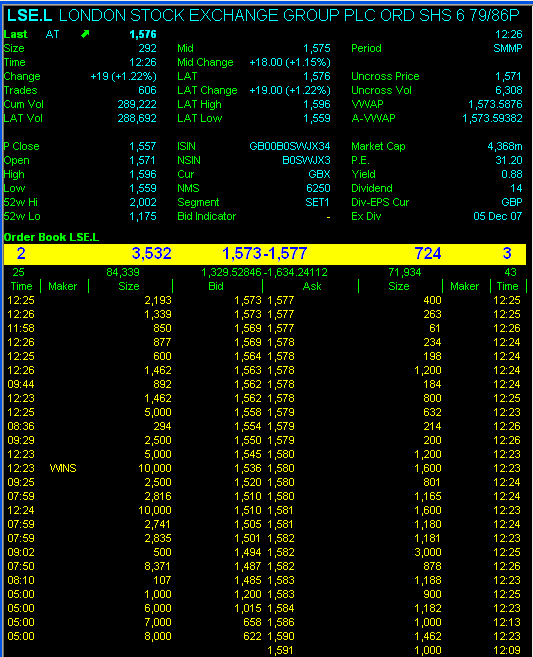 LSE.L LONDON STOCK EXCHANGE GROUP PLC ORD SHS 6 79/86P
Last AT 1,576 12:26
Size 292 Mid 1,575 Period SMMP
Time 12:26 Mid Change +18.00 (+1.15%)
Change +19 (+1.22%) LAT 1,576 Uncross Price 1,571
Trades 606 LAT Change +19.00 (+1.22%) Uncross Vol 6,308
Cum Vol 289,222 LAT High 1,596 VWAP 1,573.5876
LAT Vol 288,692 LAT Low 1,559 A-VWAP 1,573.59382
P Close 1,557 ISIN GB00B0SWJX34 Market Cap 4,368m
Open 1,571 NSIN B0SWJX3 P.E. 31.20
High 1,596 Cur GBX Yield 0.88
Low 1,559 NMS 6250 Dividend 14
52w Hi 2,002 Segment SET1 Div-EPS Cur GBP
52w Lo 1,175 Bid Indicator - Ex Div 05 Dec 07
Order Book LSE.L
2 3,532 1,573-1,577 724 3
25 84,339 1,329.52846-1,634.24112 71,934 43
Time Maker Size Bid Ask Size Maker Time
12:25 2,193 1,573 1,577 400 12:25
12:26 1,339 1,573 1,577 263 12:25
11:58 850 1,569 1,577 61 12:26
12:26 877 1,569 1,578 234 12:24
12:25 600 1,564 1,578 198 12:24
12:26 1,462 1,563 1,578 1,200 12:24
09:44 892 1,562 1,578 184 12:24
12:23 1,462 1,562 1,578 800 12:25
12:25 5,000 1,558 1,579 632 12:23
08:36 294 1,554 1,579 214 12:26
09:29 2,500 1,550 1,579 200 12:26
12:23 5,000 1,545 1,580 1,200 12:23
12:23 WINS 10,000 1,536 1,580 1,600 12:23
09:25 2,500 1,520 1,580 801 12:24
07:59 2,816 1,510 1,580 1,165 12:24
12:24 10,000 1,510 1,581 1,600 12:23
07:59 2,741 1,505 1,581 1,180 12:24
07:59 2,835 1,501 1,582 1,181 12:23
09:02 500 1,494 1,582 3,000 12:25
07:50 8,371 1,487 1,582 878 12:26
08:10 107 1,485 1,583 1,188 12:23
05:00 1,000 1,200 1,583 900 12:25
05:00 6,000 1,015 1,584 1,182 12:23
05:00 7,000 658 1,586 1,000 12:13
05:00 8,000 622 1,590 1,462 12:23
1,591 1,000 12:09